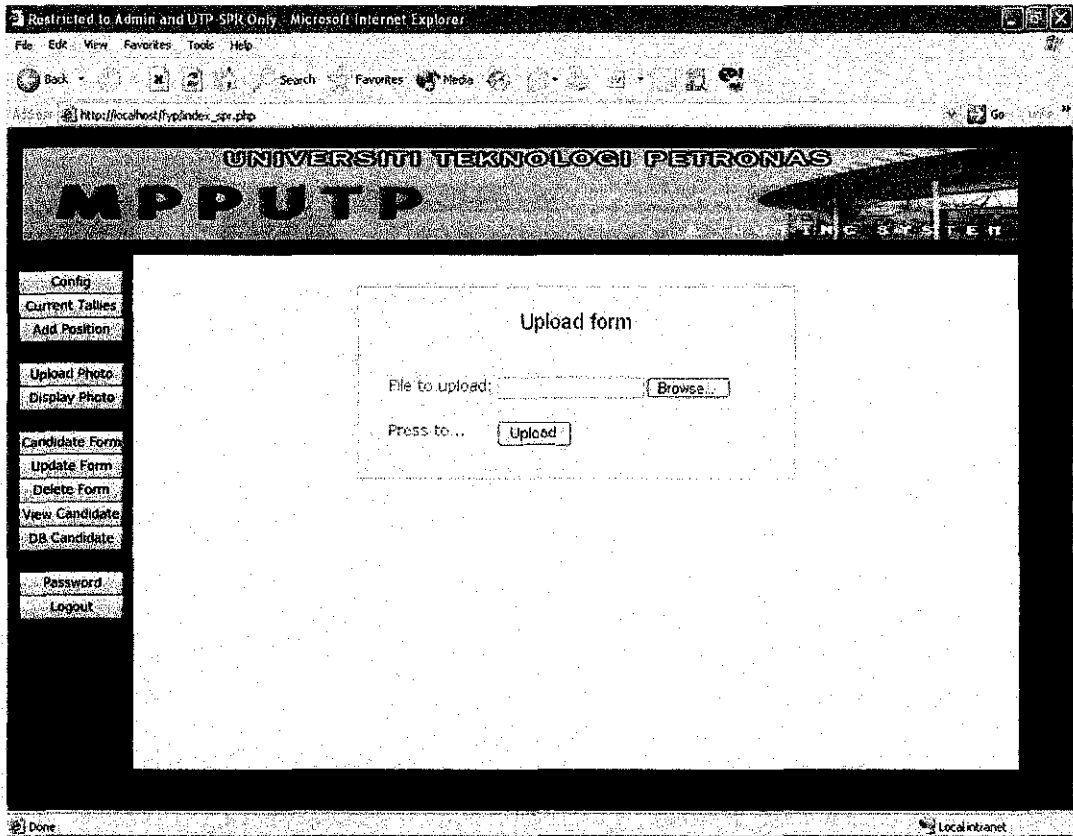 Restricted to Admin and UTP-SPR Only - Microsoft Internet Explorer
File Edit View Favorites Tools Help
Back Search Favorites Media
Address http://localhost/fyp/index_spr.php Go
UNIVERSITI TEKNOLOGI PETRONAS
MPPUTP
E-VOTING SYSTEM
Config
Current Tallies
Add Position
Upload Photo
Display Photo
Candidate Form
Update Form
Delete Form
View Candidate
DB Candidate
Password
Logout
Upload form
File to upload: Browse...
Press to... Upload
Done Local intranet